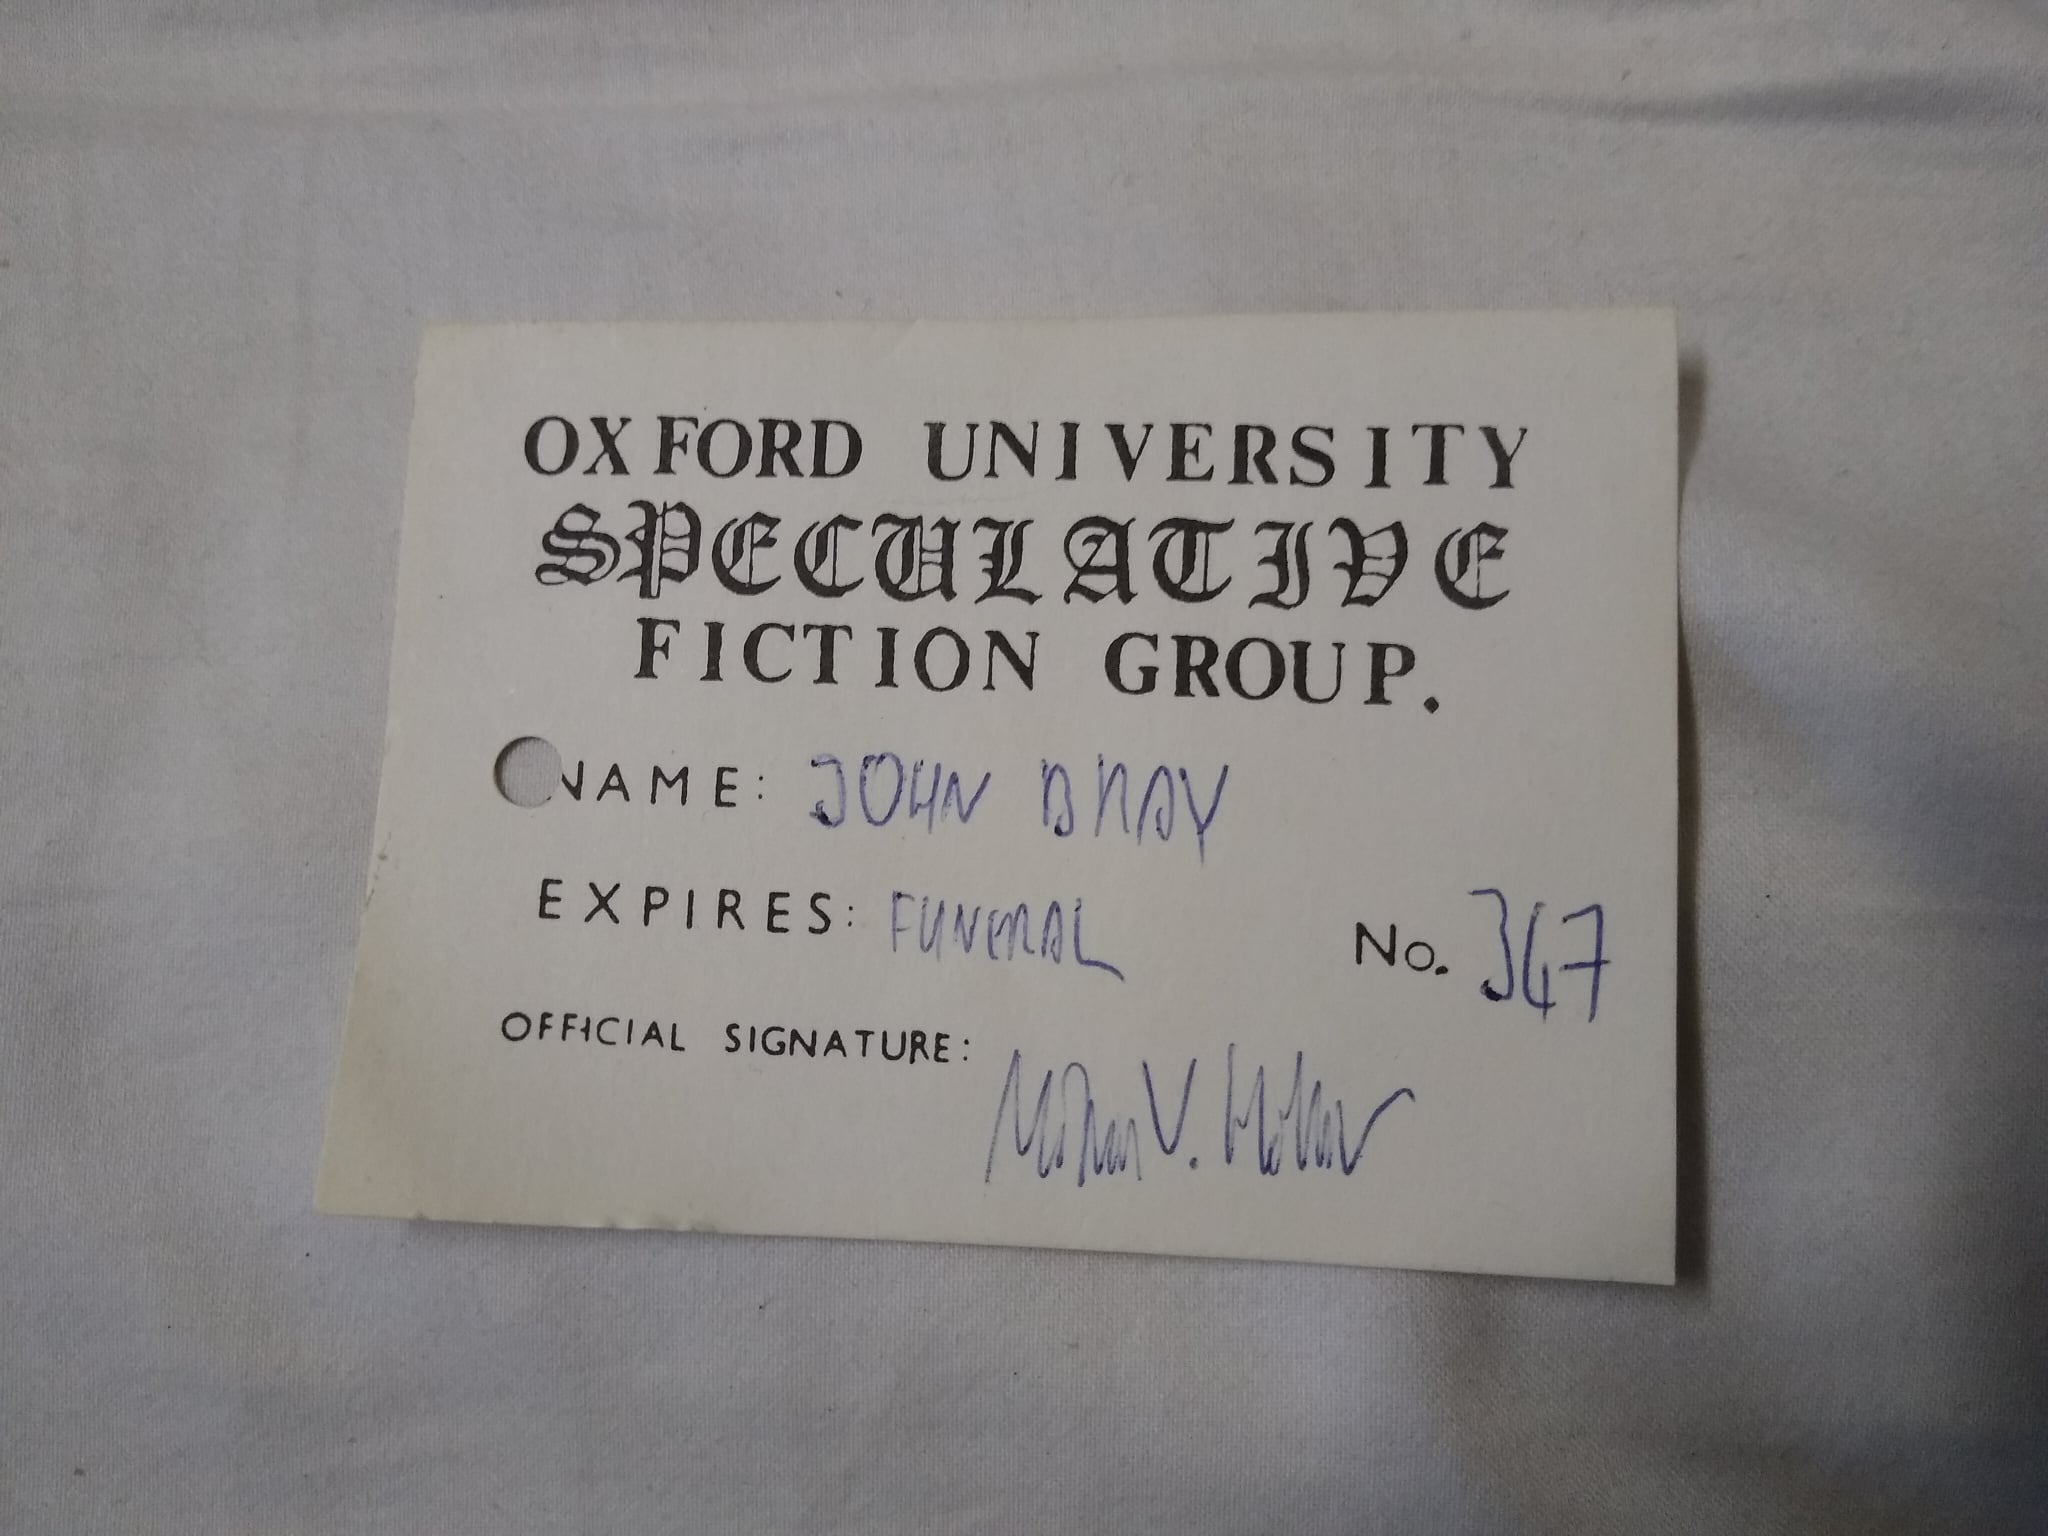 OXFORD UNIVERSITY
SPECULATIVE
FICTION GROUP.
NAME: JOHN BRAY
EXPIRES: FUNERAL
No. 347
OFFICIAL SIGNATURE: